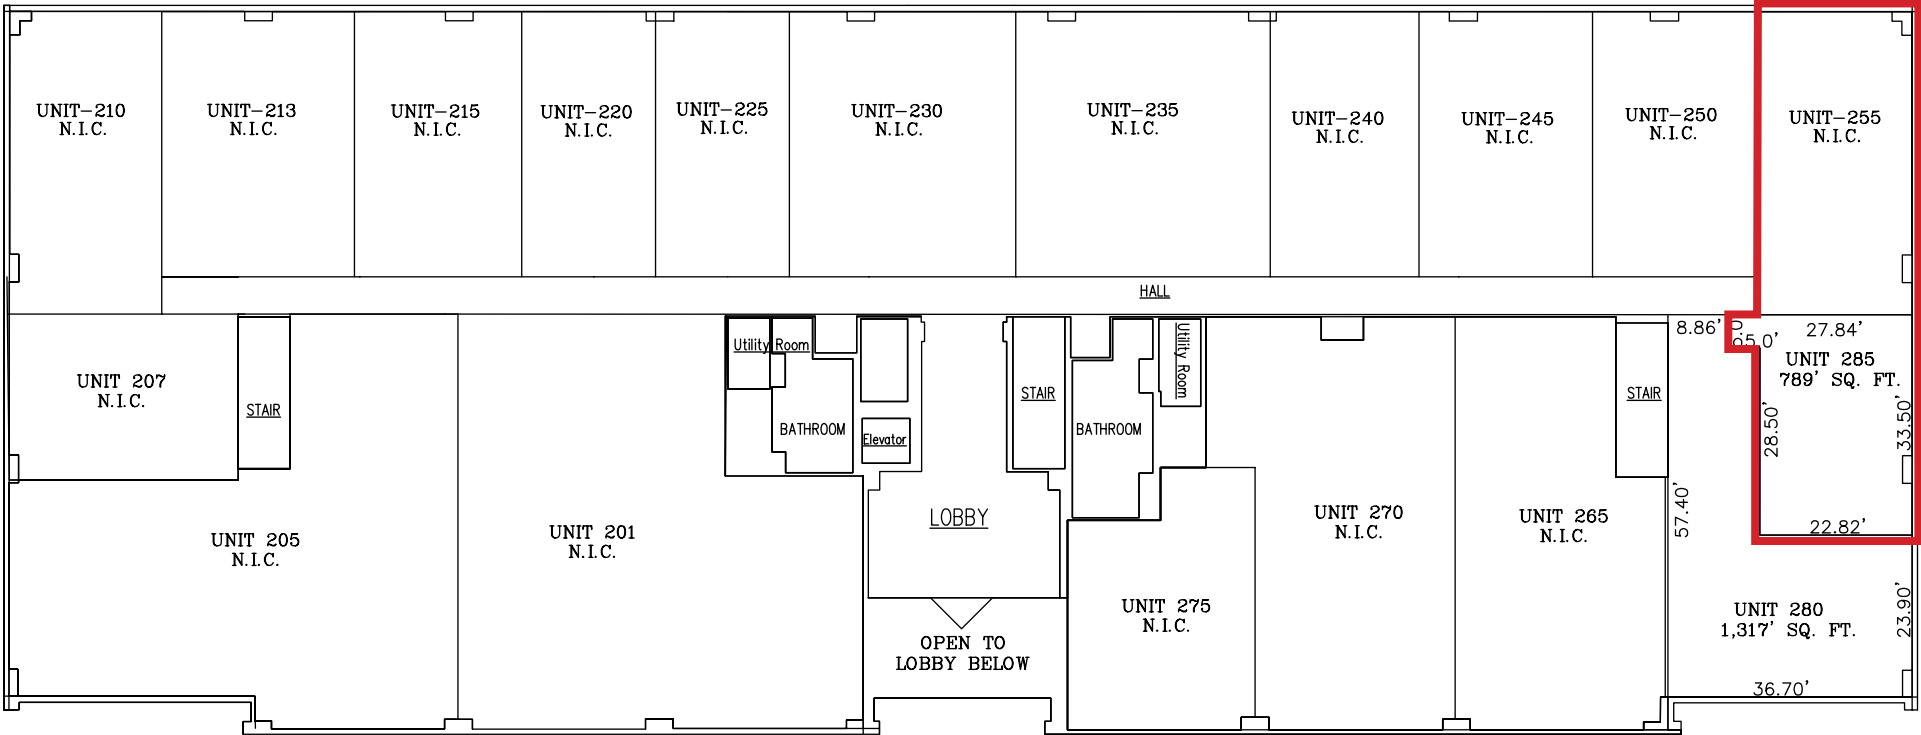 UNIT-210
N.I.C.
UNIT-213
N.I.C.
UNIT-215
N.I.C.
UNIT-220
N.I.C.
UNIT-225
N.I.C.
UNIT-230
N.I.C.
UNIT-235
N.I.C.
UNIT-240
N.I.C.
UNIT-245
N.I.C.
UNIT-250
N.I.C.
UNIT-255
N.I.C.
HALL
UNIT 207
N.I.C.
STAIR
Utility Room
BATHROOM
Elevator
STAIR
BATHROOM
Utility Room
STAIR
8.86'
5.0'
27.84'
UNIT 285
789' SQ. FT.
28.50'
33.50'
22.82'
UNIT 205
N.I.C.
UNIT 201
N.I.C.
LOBBY
OPEN TO
LOBBY BELOW
UNIT 275
N.I.C.
UNIT 270
N.I.C.
UNIT 265
N.I.C.
57.40'
UNIT 280
1,317' SQ. FT.
23.90'
36.70'